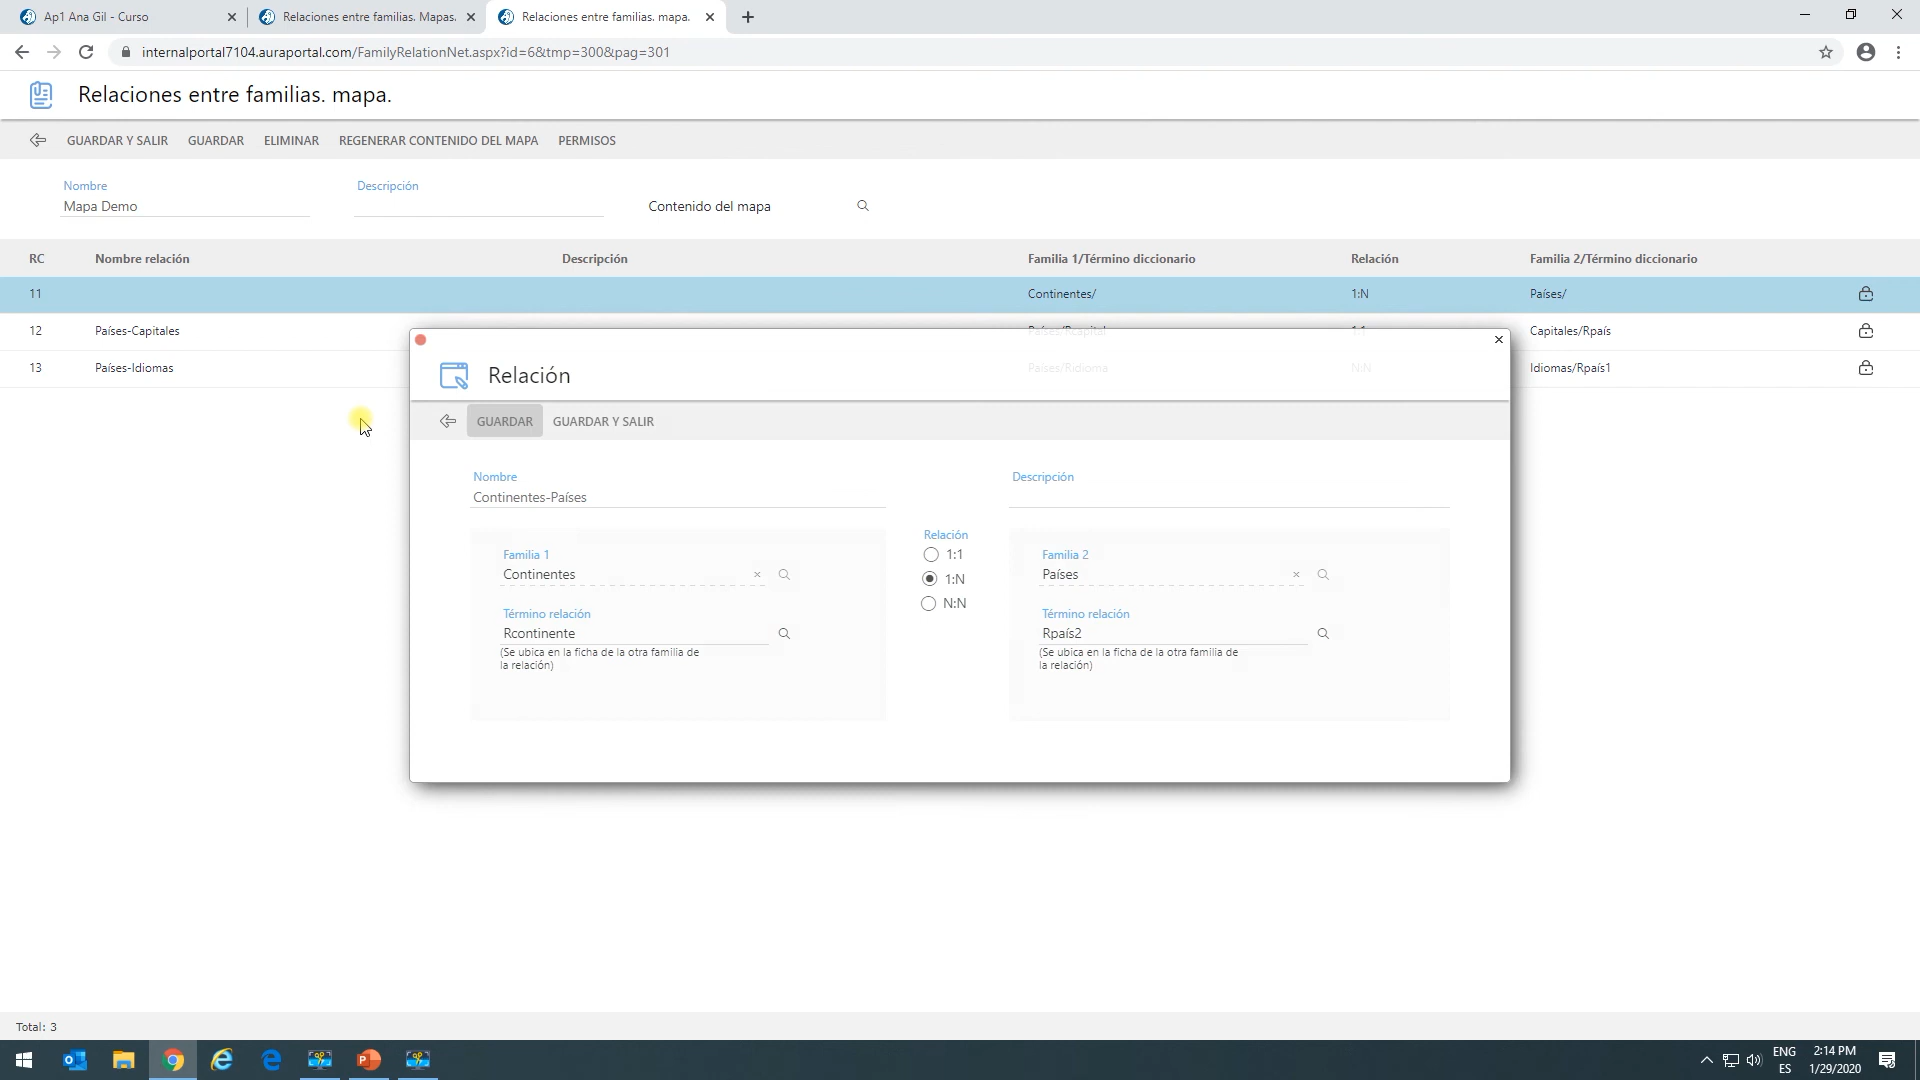 Ap1 Ana Gil - Curso
Relaciones entre familias. Mapas.
Relaciones entre familias. mapa.
internalportal7104.auraportal.com/FamilyRelationNet.aspx?id=6&tmp=300&pag=301
Relaciones entre familias. mapa.
GUARDAR Y SALIR GUARDAR ELIMINAR REGENERAR CONTENIDO DEL MAPA PERMISOS
Nombre
Descripción
Mapa Demo
Contenido del mapa
RC Nombre relación Descripción Familia 1/Término diccionario Relación Familia 2/Término diccionario
11 Continentes/ 1:N Países/
12 Países-Capitales Países/Rcapital 1:1 Capitales/Rpaís
13 Países-Idiomas Países/Ridioma N:N Idiomas/Rpaís1
Relación
GUARDAR GUARDAR Y SALIR
Nombre
Descripción
Continentes-Países
Relación
Familia 1
1:1
Familia 2
Continentes
1:N
Países
N:N
Término relación
Término relación
Rcontinente
Rpaís2
(Se ubica en la ficha de la otra familia de
la relación)
(Se ubica en la ficha de la otra familia de
la relación)
Total: 3
ENG
ES
2:14 PM
1/29/2020